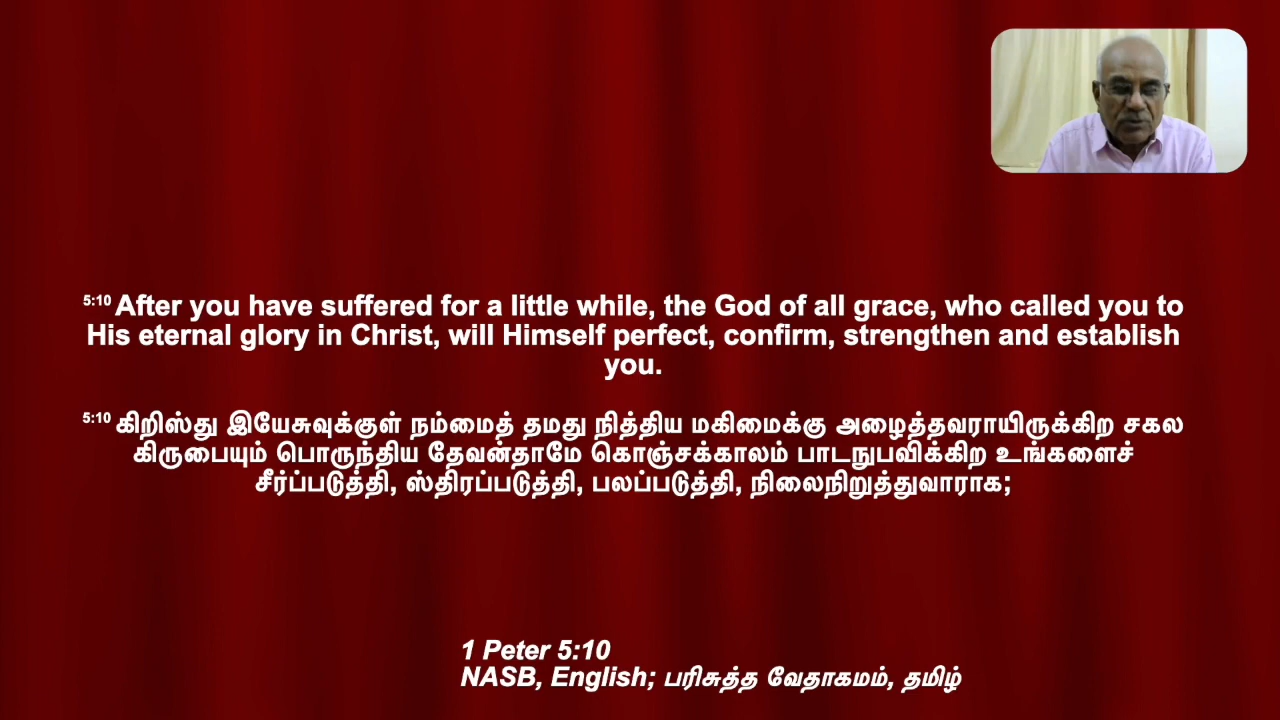 5:10 After you have suffered for a little while, the God of all grace, who called you to
His eternal glory in Christ, will Himself perfect, confirm, strengthen and establish
you.
5:10 கிறிஸ்து இயேசுவுக்குள் நம்மைத் தமது நித்திய மகிமைக்கு அழைத்தவராயிருக்கிற சகல
கிருபையும் பொருந்திய தேவன்தாமே கொஞ்சக்காலம் பாடநுபவிக்கிற உங்களைச்
சீர்ப்படுத்தி, ஸ்திரப்படுத்தி, பலப்படுத்தி, நிலைநிறுத்துவாராக;
1 Peter 5:10
NASB, English; பரிசுத்த வேதாகமம், தமிழ்